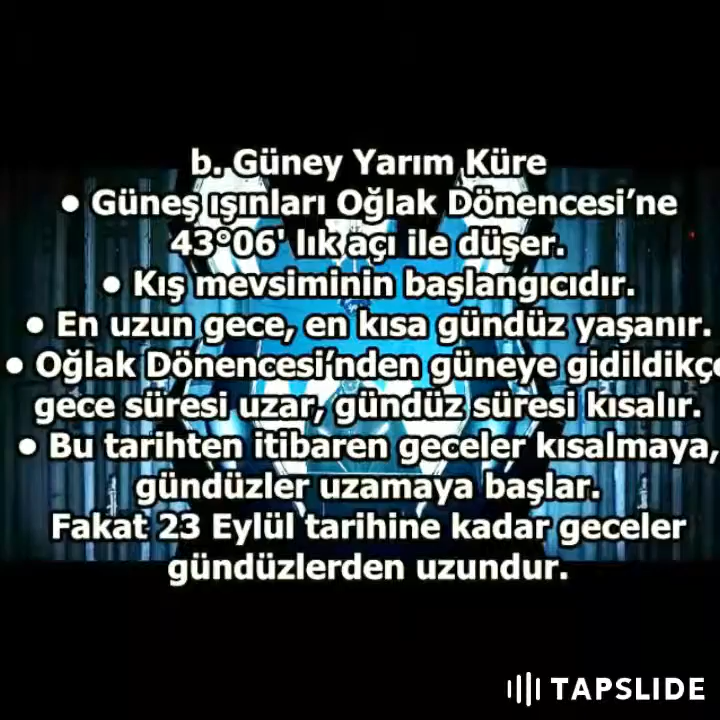 b. Güney Yarım Küre
● Güneş ışınları Oğlak Dönencesi’ne
43°06' lık açı ile düşer.
● Kış mevsiminin başlangıcıdır.
● En uzun gece, en kısa gündüz yaşanır.
● Oğlak Dönencesi’nden güneye gidildikçe
gece süresi uzar, gündüz süresi kısalır.
● Bu tarihten itibaren geceler kısalmaya,
gündüzler uzamaya başlar.
Fakat 23 Eylül tarihine kadar geceler
gündüzlerden uzundur.
TAPSLIDE